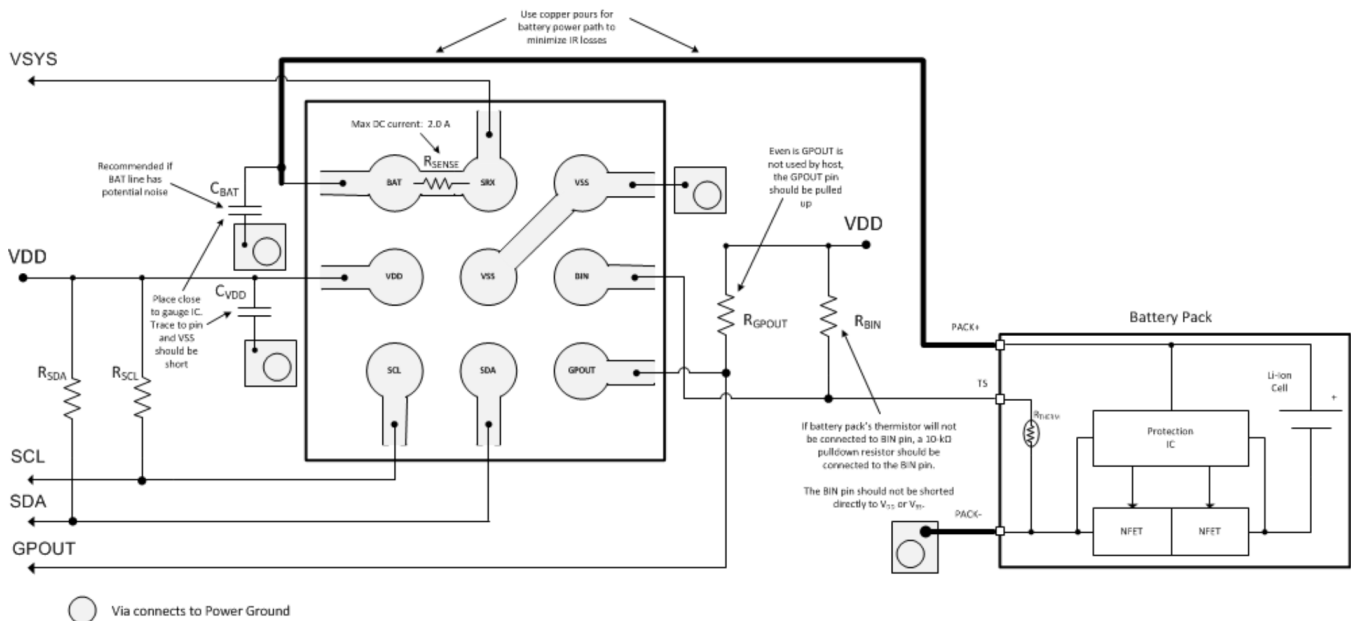 Use copper pours for
battery power path to
minimize IR losses
VSYS
Max DC current: 2.0 A
RSENSE
Recommended if
BAT line has
potential noise
CBAT
BAT
SRX
VSS
Even is GPOUT is
not used by host,
the GPOUT pin
should be pulled
up
VDD
VDD
CVDD
Place close
to gauge IC.
Trace to pin
and VSS
should be
short
VDD
VSS
BIN
RGPOUT
RBIN
RSDA
RSCL
SCL
SDA
GPOUT
Battery Pack
PACK+
TS
Li-Ion
Cell
+
Protection
IC
NFET
NFET
PACK-
If battery pack's thermistor will not
be connected to BIN pin, a 10-kΩ
pulldown resistor should be
connected to the BIN pin.
The BIN pin should not be shorted
directly to VSS or
SCL
SDA
GPOUT
Via connects to Power Ground